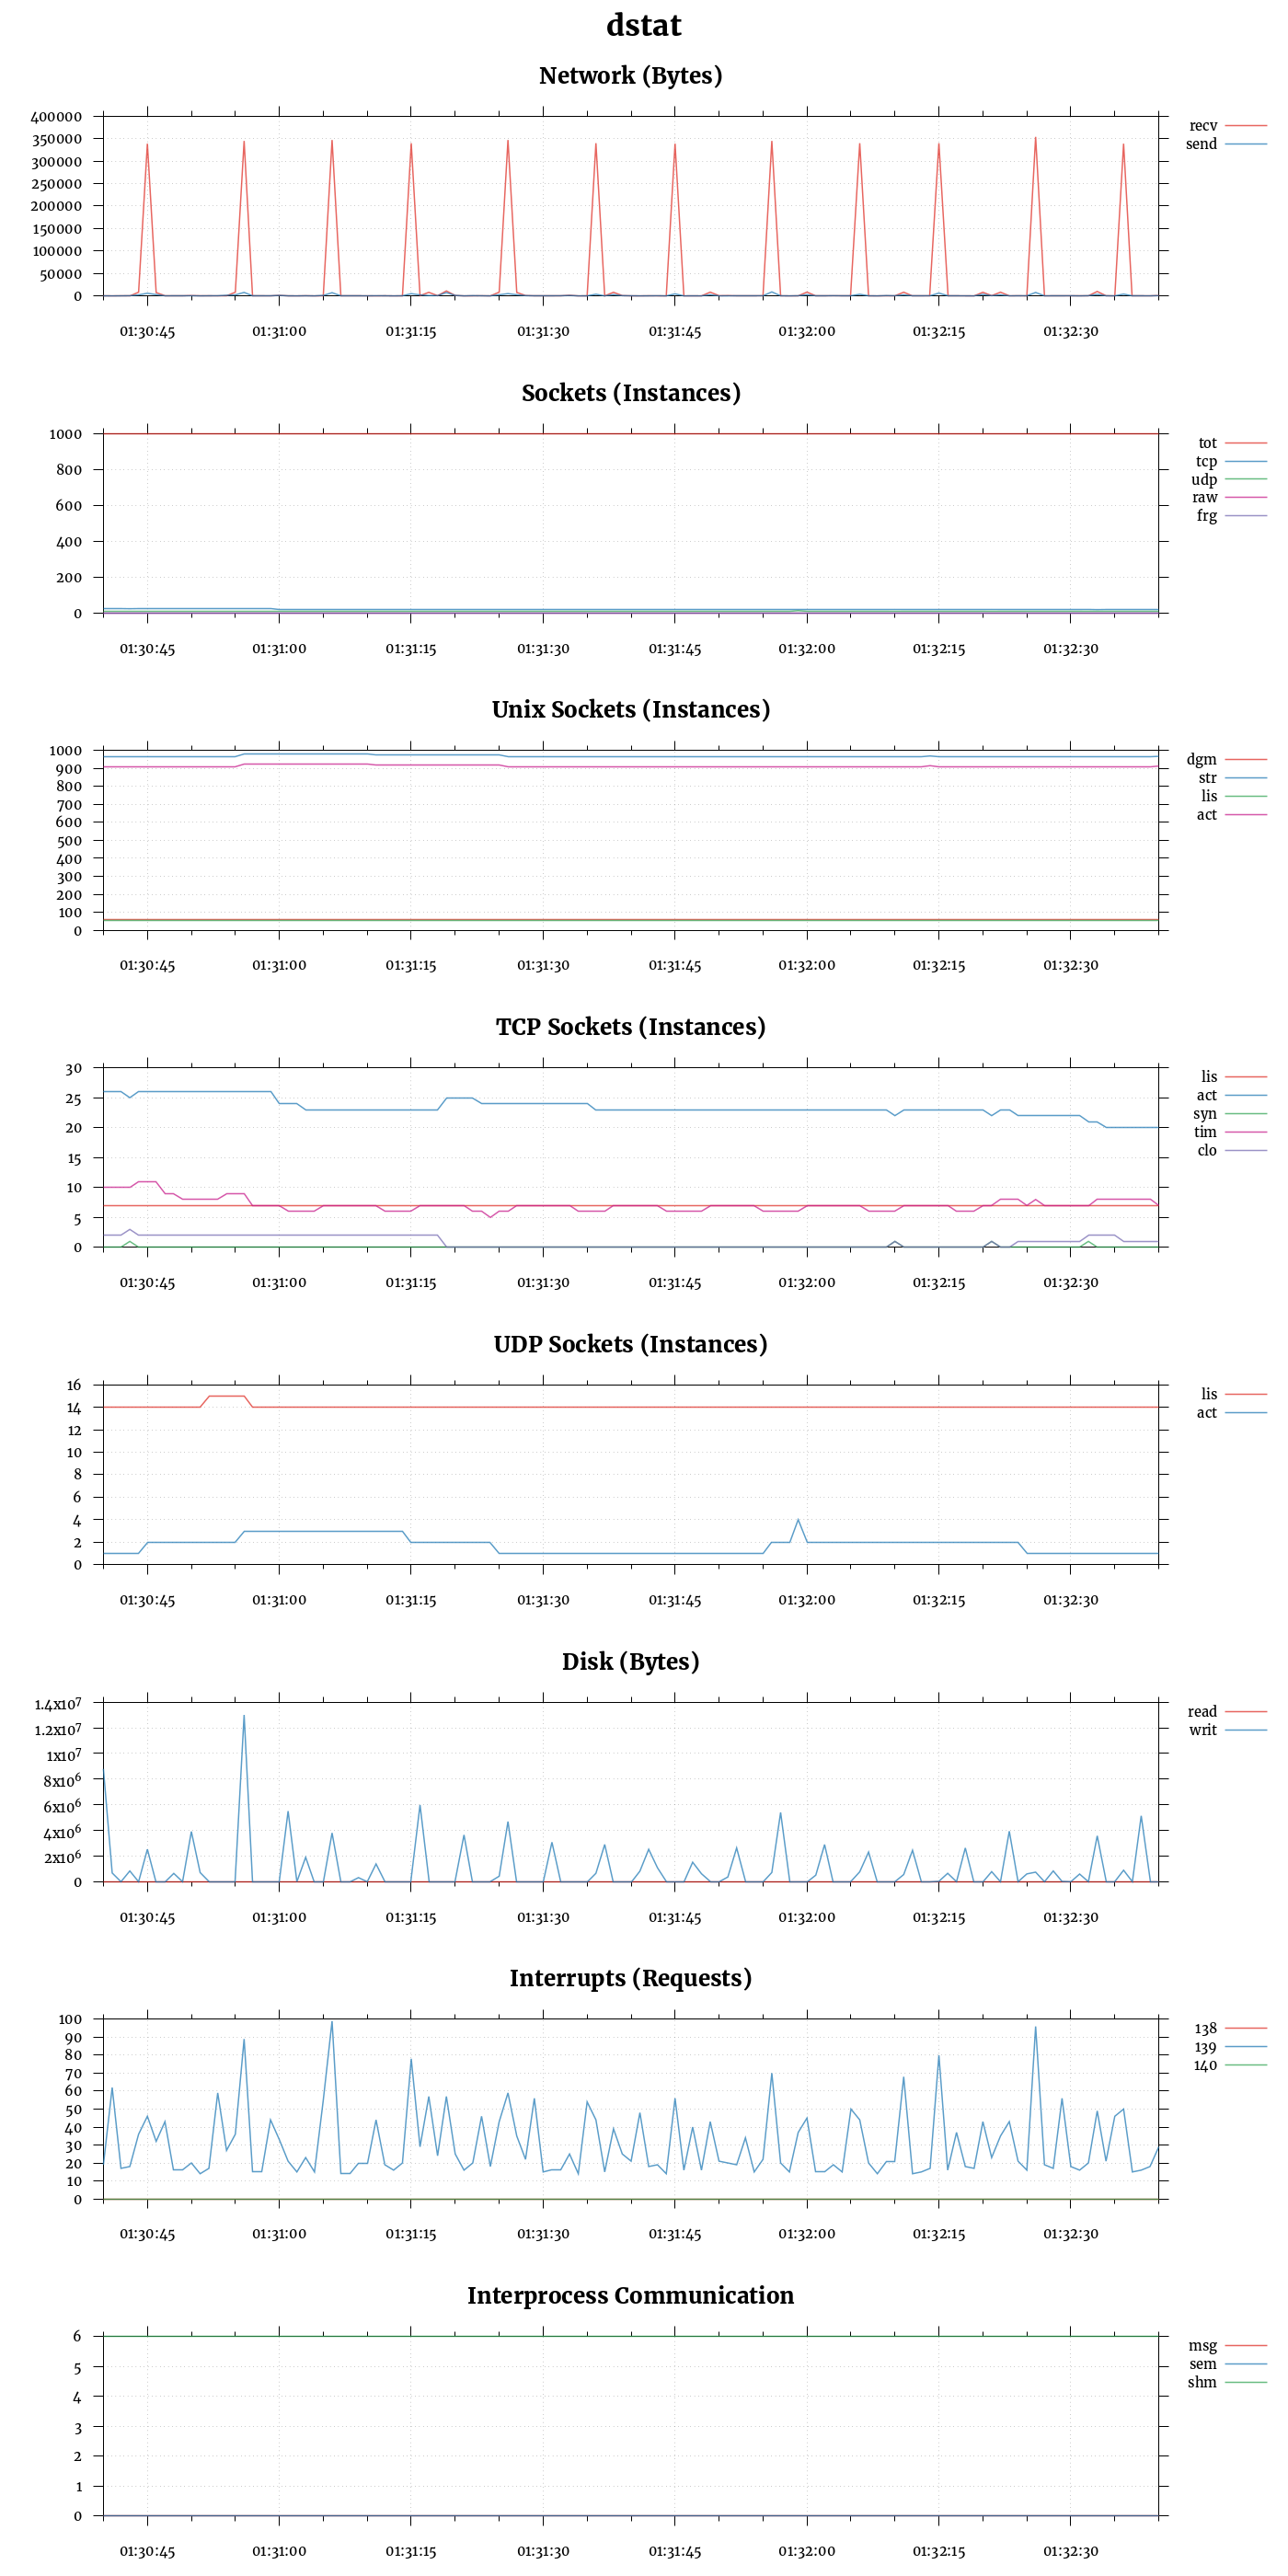 dstat
Network (Bytes)
400000
350000
300000
250000
200000
150000
100000
50000
0
recv
send
01:30:45 01:31:00 01:31:15 01:31:30 01:31:45 01:32:00 01:32:15 01:32:30
Sockets (Instances)
1000
800
600
400
200
0
tot
tcp
udp
raw
frg
01:30:45 01:31:00 01:31:15 01:31:30 01:31:45 01:32:00 01:32:15 01:32:30
Unix Sockets (Instances)
1000
900
800
700
600
500
400
300
200
100
0
dgm
str
lis
act
01:30:45 01:31:00 01:31:15 01:31:30 01:31:45 01:32:00 01:32:15 01:32:30
TCP Sockets (Instances)
30
25
20
15
10
5
0
lis
act
syn
tim
clo
01:30:45 01:31:00 01:31:15 01:31:30 01:31:45 01:32:00 01:32:15 01:32:30
UDP Sockets (Instances)
16
14
12
10
8
6
4
2
0
lis
act
01:30:45 01:31:00 01:31:15 01:31:30 01:31:45 01:32:00 01:32:15 01:32:30
Disk (Bytes)
1.4x10⁷
1.2x10⁷
1x10⁷
8x10⁶
6x10⁶
4x10⁶
2x10⁶
0
read
writ
01:30:45 01:31:00 01:31:15 01:31:30 01:31:45 01:32:00 01:32:15 01:32:30
Interrupts (Requests)
100
90
80
70
60
50
40
30
20
10
0
138
139
140
01:30:45 01:31:00 01:31:15 01:31:30 01:31:45 01:32:00 01:32:15 01:32:30
Interprocess Communication
6
5
4
3
2
1
0
msg
sem
shm
01:30:45 01:31:00 01:31:15 01:31:30 01:31:45 01:32:00 01:32:15 01:32:30